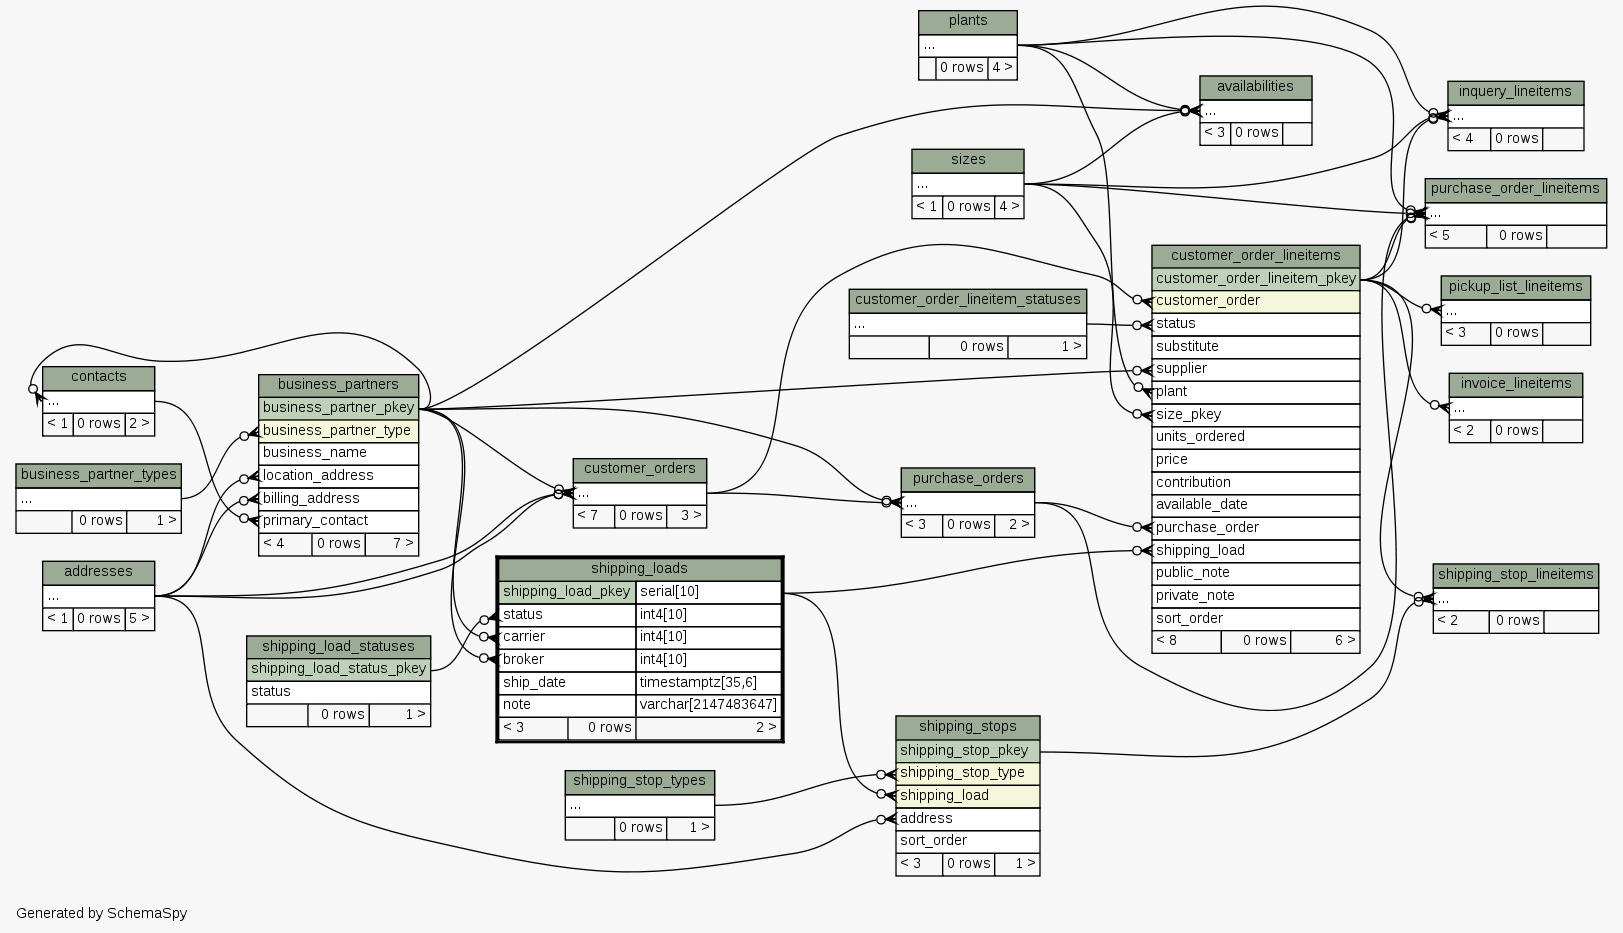 plants
...
0 rows 4 >
availabilities
...
< 3 0 rows
inquery_lineitems
...
< 4 0 rows
sizes
...
< 1 0 rows 4 >
purchase_order_lineitems
...
< 5 0 rows
customer_order_lineitems
customer_order_lineitem_pkey
customer_order
status
substitute
supplier
plant
size_pkey
units_ordered
price
contribution
available_date
purchase_order
shipping_load
public_note
private_note
sort_order
< 8 0 rows 6 >
customer_order_lineitem_statuses
...
0 rows 1 >
pickup_list_lineitems
...
< 3 0 rows
invoice_lineitems
...
< 2 0 rows
contacts
...
< 1 0 rows 2 >
business_partners
business_partner_pkey
business_partner_type
business_name
location_address
billing_address
primary_contact
< 4 0 rows 7 >
business_partner_types
...
0 rows 1 >
customer_orders
...
< 7 0 rows 3 >
purchase_orders
...
< 3 0 rows 2 >
addresses
...
< 1 0 rows 5 >
shipping_loads
shipping_load_pkey serial[10]
status int4[10]
carrier int4[10]
broker int4[10]
ship_date timestamptz[35,6]
note varchar[2147483647]
< 3 0 rows 2 >
shipping_stop_lineitems
...
< 2 0 rows
shipping_load_statuses
shipping_load_status_pkey
status
0 rows 1 >
shipping_stops
shipping_stop_pkey
shipping_stop_type
shipping_load
address
sort_order
< 3 0 rows 1 >
shipping_stop_types
...
0 rows 1 >
Generated by SchemaSpy